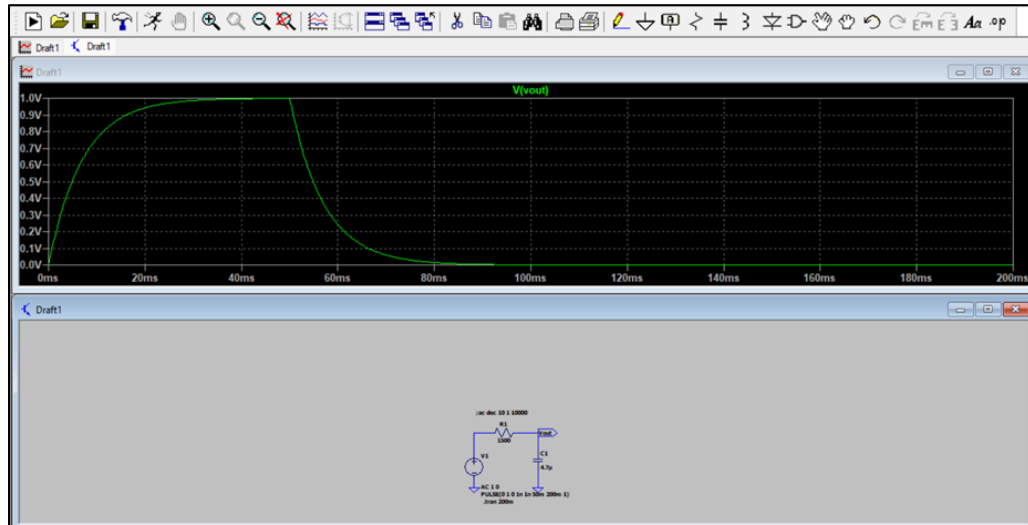 Aa .op
Draft1 Draft1
Draft1
V(vout)
1.0V
0.9V
0.8V
0.7V
0.6V
0.5V
0.4V
0.3V
0.2V
0.1V
0.0V
0ms 20ms 40ms 60ms 80ms 100ms 120ms 140ms 160ms 180ms 200ms
Draft1
;ac dec 10 1 10000
R1
1500
Vout
V1
C1
4.7µ
AC 1 0
PULSE(0 1 0 1n 1n 50m 200m 1)
.tran 200m